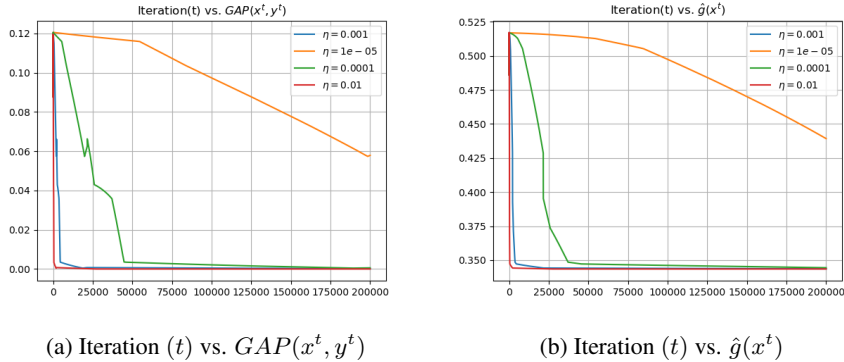 Iteration(t) vs. GAP(x^t, y^t)
0.12
0.10
0.08
0.06
0.04
0.02
0.00
η = 0.001
η = 1e − 05
η = 0.0001
η = 0.01
0 25000 50000 75000 100000 125000 150000 175000 200000
(a) Iteration (t) vs. GAP(x^t, y^t)
Iteration(t) vs. ĝ(x^t)
0.525
0.500
0.475
0.450
0.425
0.400
0.375
0.350
η = 0.001
η = 1e − 05
η = 0.0001
η = 0.01
0 25000 50000 75000 100000 125000 150000 175000 200000
(b) Iteration (t) vs. ĝ(x^t)